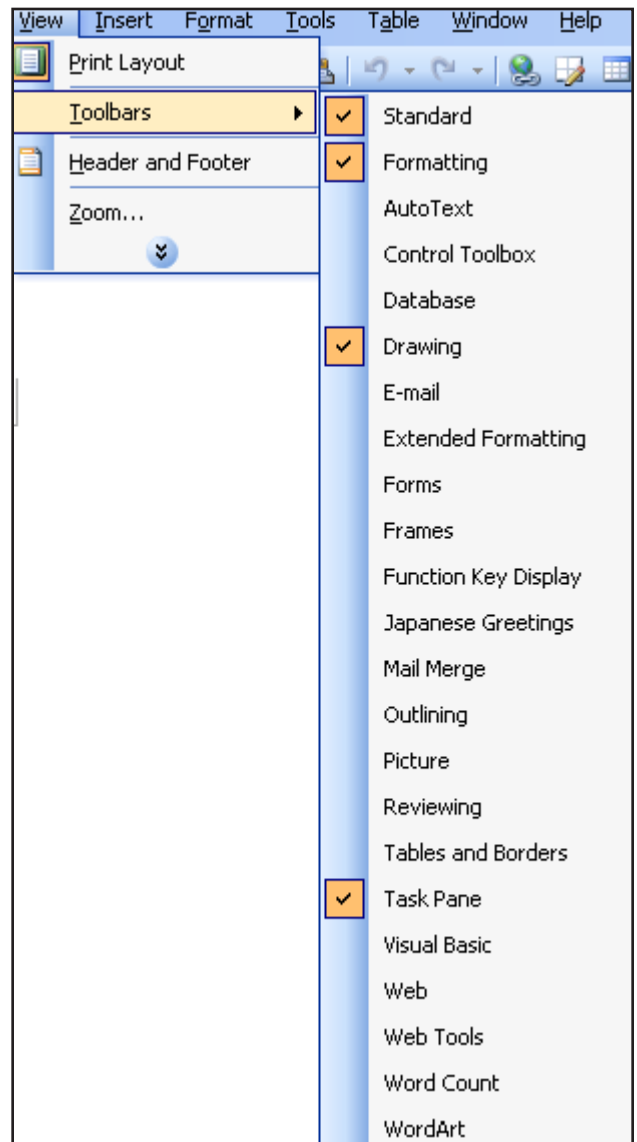 View Insert Format Tools Table Window Help
Print Layout
Toolbars
Header and Footer
Zoom...
Standard
Formatting
AutoText
Control Toolbox
Database
Drawing
E-mail
Extended Formatting
Forms
Frames
Function Key Display
Japanese Greetings
Mail Merge
Outlining
Picture
Reviewing
Tables and Borders
Task Pane
Visual Basic
Web
Web Tools
Word Count
WordArt